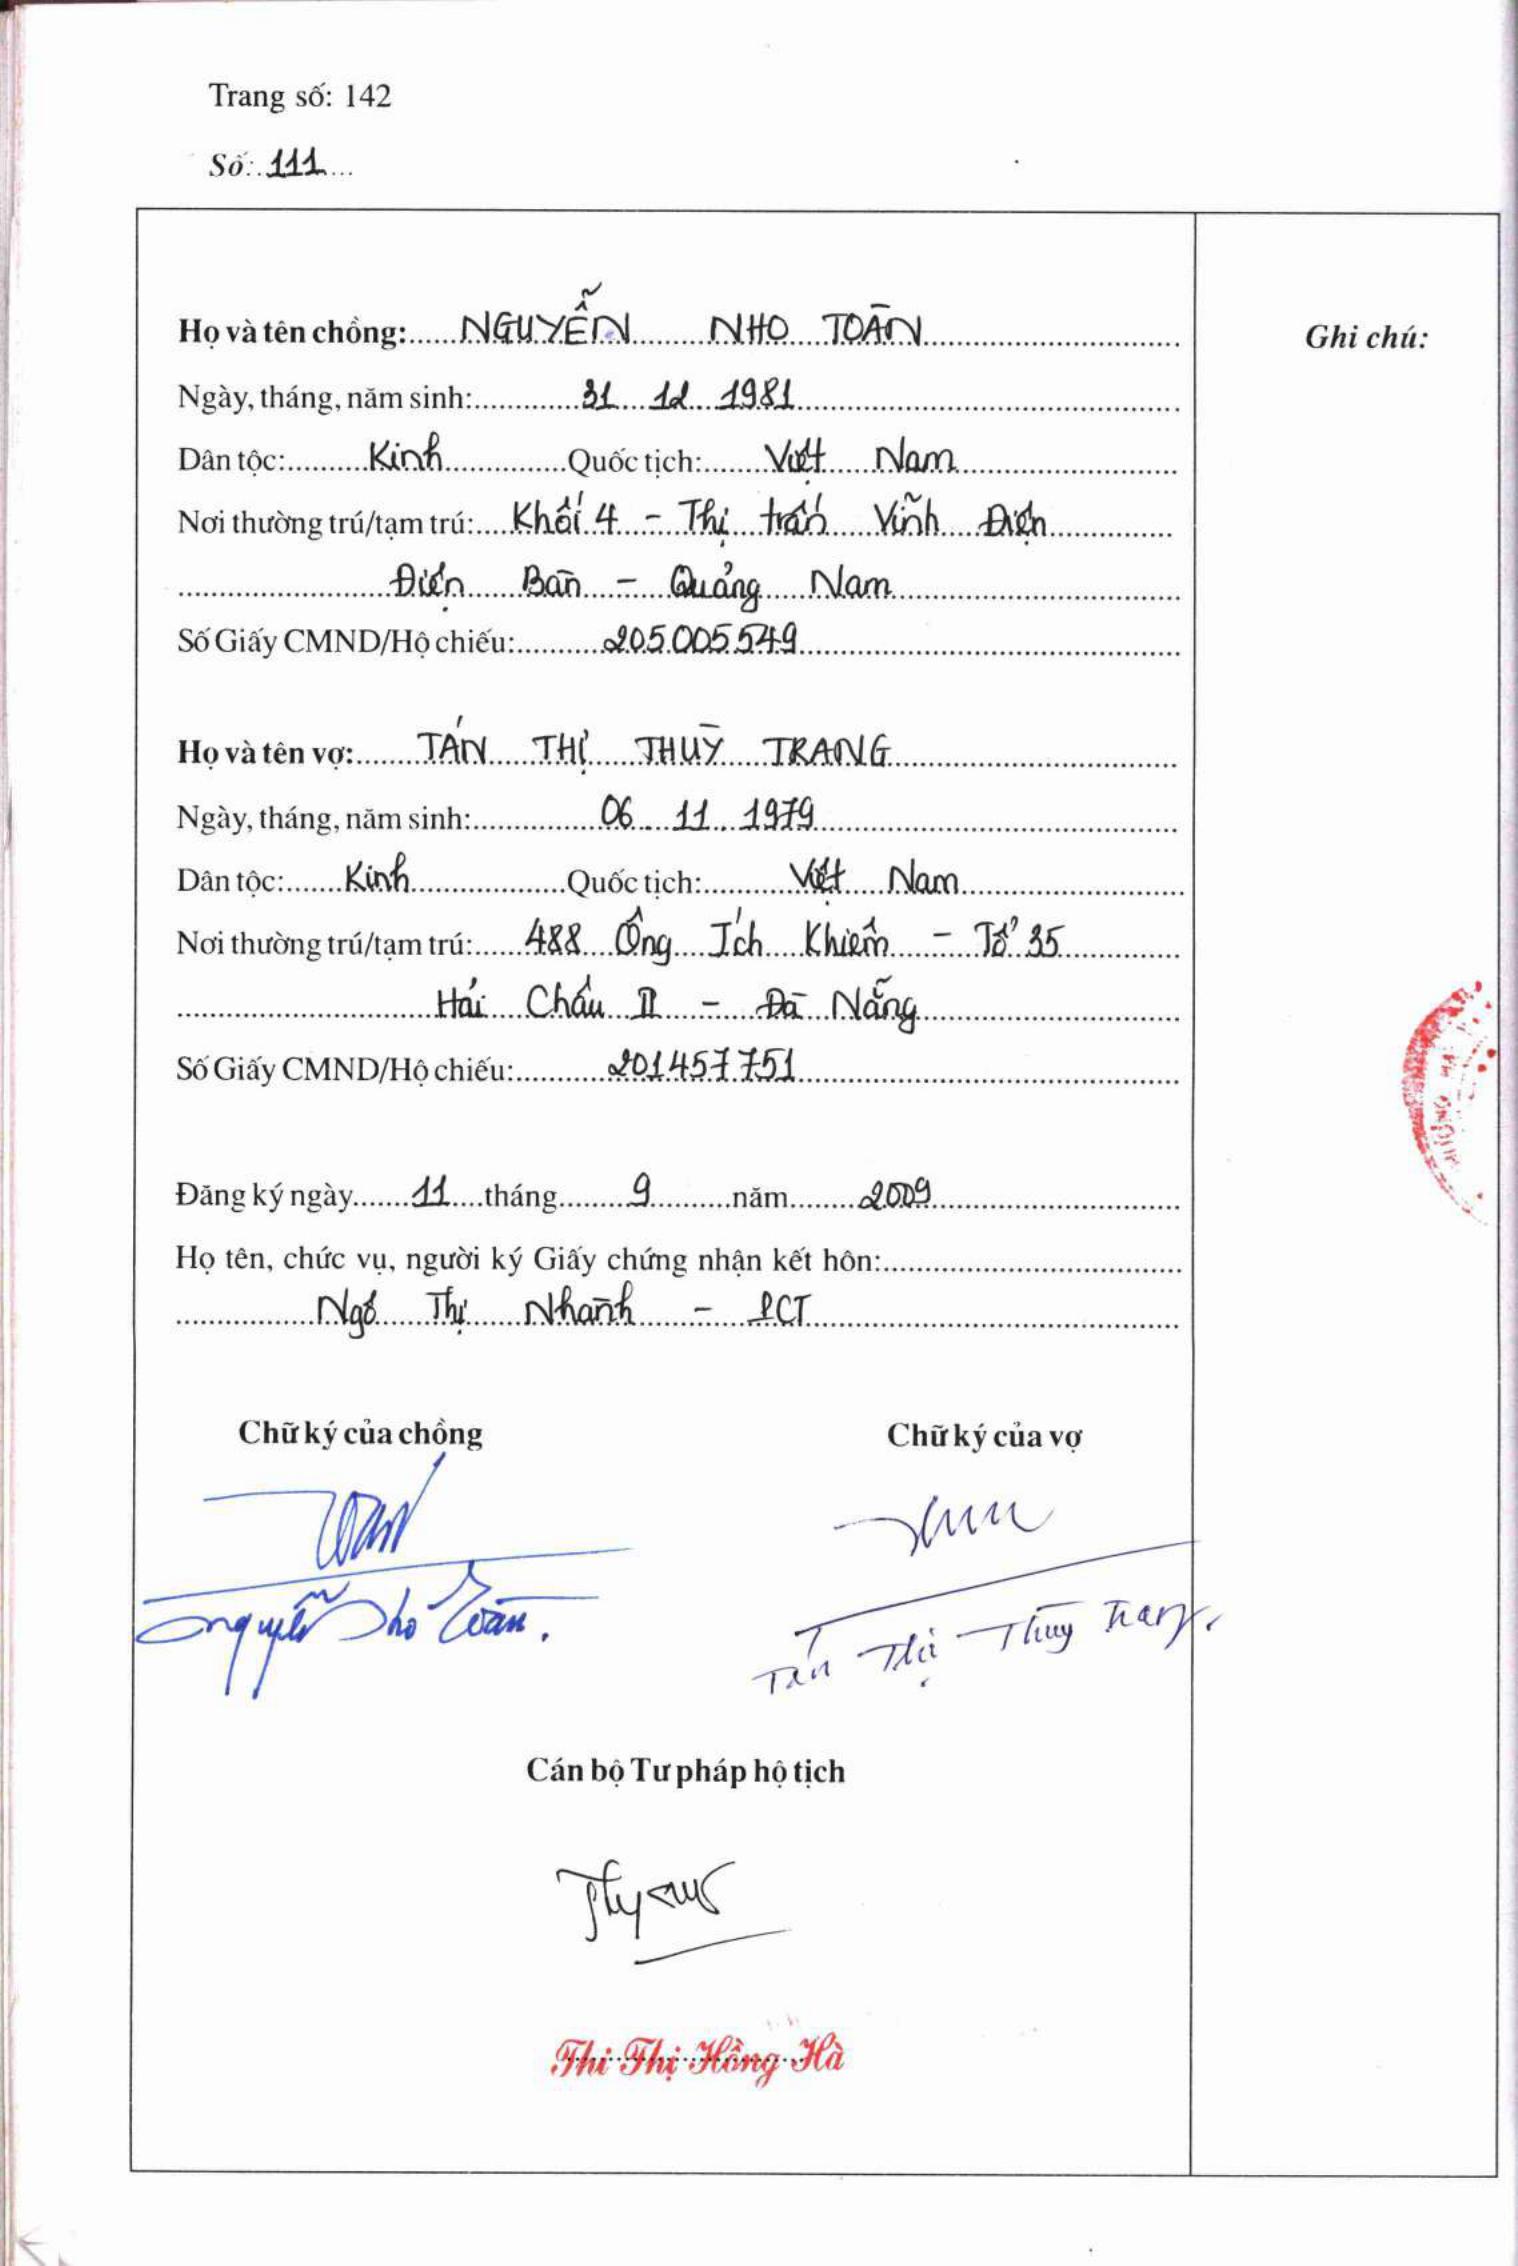 Trang số: 142
Số: 111
Họ và tên chồng: NGUYỄN NHO TOÀN
Ghi chú:
Ngày, tháng, năm sinh: 31 12 1981
Dân tộc: Kinh Quốc tịch: Việt Nam
Nơi thường trú/tạm trú: Khối 4 - Thị trấn Vĩnh Điện
Điện Bàn - Quảng Nam
Số Giấy CMND/Hộ chiếu: 205005549
Họ và tên vợ: TÁN THỊ THUỲ TRANG
Ngày, tháng, năm sinh: 06 11 1979
Dân tộc: Kinh Quốc tịch: Việt Nam
Nơi thường trú/tạm trú: 488 Ông Ích Khiêm - Tổ 35
Hải Châu II - Đà Nẵng
Số Giấy CMND/Hộ chiếu: 201457751
Đăng ký ngày 11 tháng 9 năm 2009
Họ tên, chức vụ, người ký Giấy chứng nhận kết hôn:
Ngô Thị Nhành - PCT
Chữ ký của chồng Chữ ký của vợ
Nguyễn Nho Toàn.
Tán Thị Thùy Trang.
Cán bộ Tư pháp hộ tịch
Thi Thị Hồng Hà